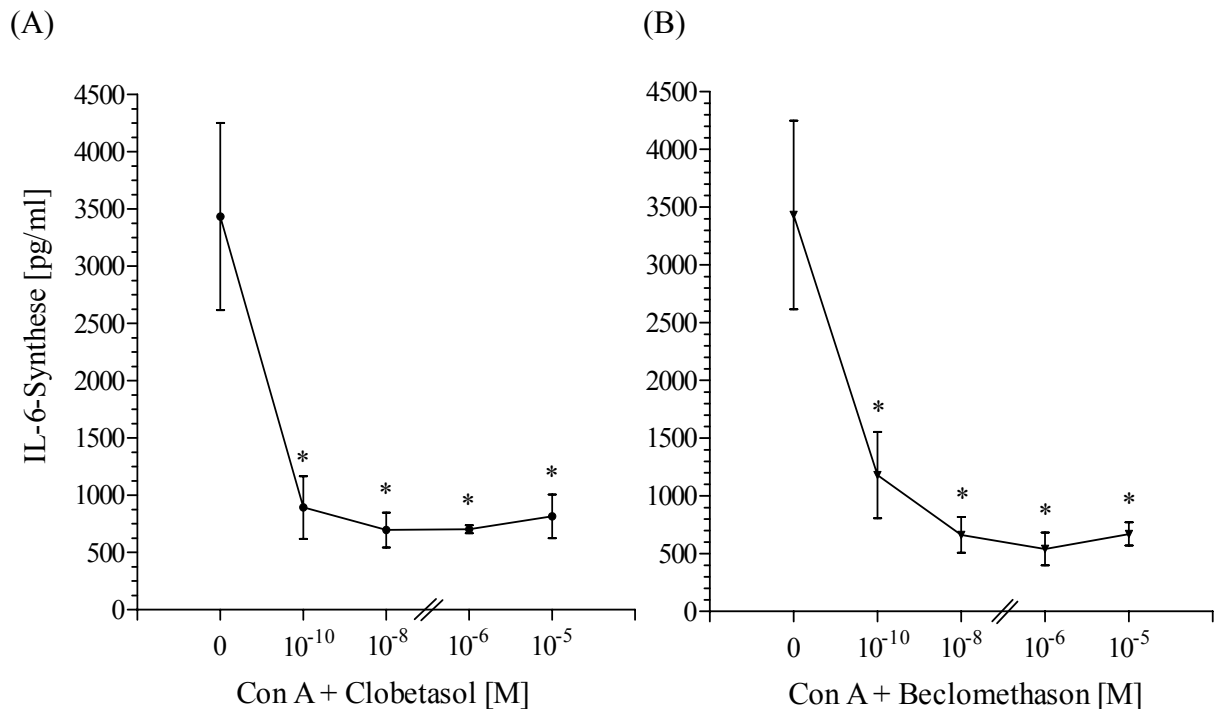 (A)
(B)
IL-6-Synthese [pg/ml]
4500
4000
3500
3000
2500
2000
1500
1000
500
0
* * * *
0 10⁻¹⁰ 10⁻⁸ 10⁻⁶ 10⁻⁵
Con A + Clobetasol [M]
4500
4000
3500
3000
2500
2000
1500
1000
500
0
* * * *
0 10⁻¹⁰ 10⁻⁸ 10⁻⁶ 10⁻⁵
Con A + Beclomethason [M]